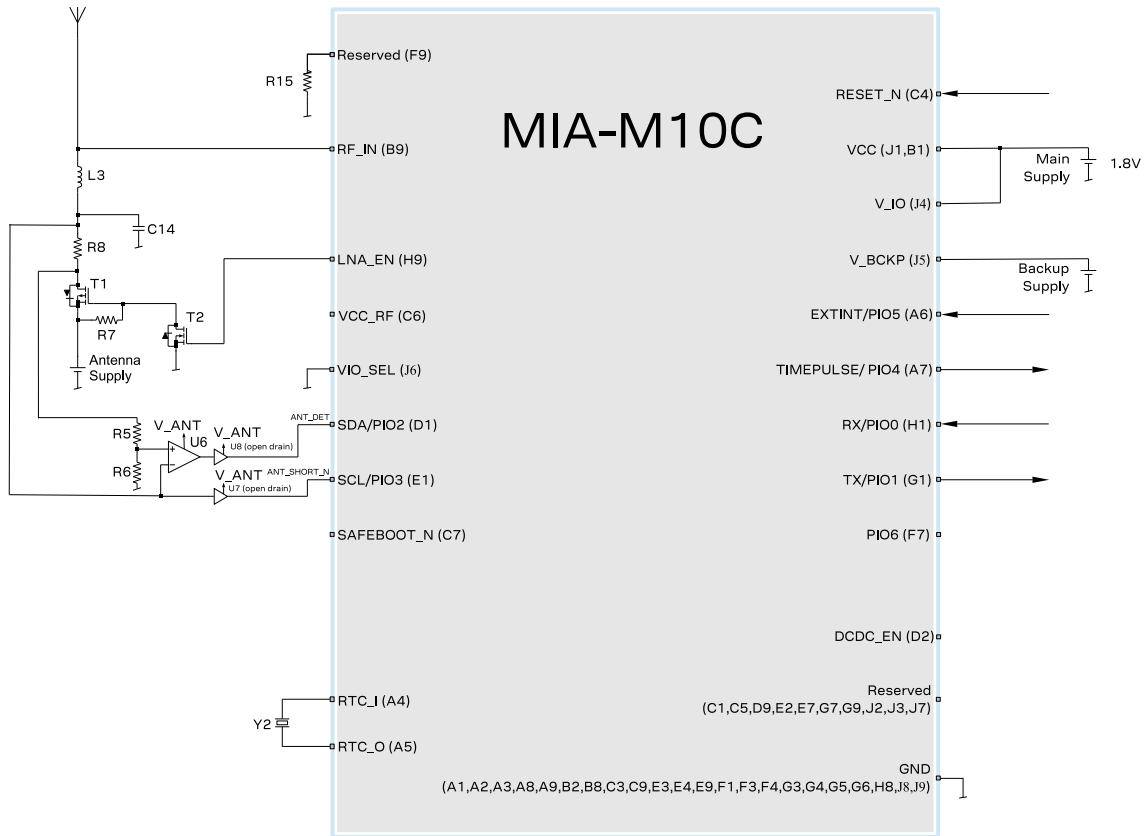 MIA-M10C
Reserved (F9)
R15
RF_IN (B9)
L3
C14
R8
LNA_EN (H9)
T1
T2
R7
VCC_RF (C6)
Antenna
Supply
VIO_SEL (J6)
ANT_DET
SDA/PIO2 (D1)
R5
V_ANT
U6
V_ANT
U8 (open drain)
R6
V_ANT
ANT_SHORT_N
U7 (open drain)
SCL/PIO3 (E1)
SAFEBOOT_N (C7)
RTC_I (A4)
Y2
RTC_O (A5)
RESET_N (C4)
VCC (J1,B1)
Main
Supply
1.8V
V_IO (J4)
V_BCKP (J5)
Backup
Supply
EXTINT/PIO5 (A6)
TIMEPULSE/ PIO4 (A7)
RX/PIO0 (H1)
TX/PIO1 (G1)
PIO6 (F7)
DCDC_EN (D2)
Reserved
(C1,C5,D9,E2,E7,G7,G9,J2,J3,J7)
GND
(A1,A2,A3,A8,A9,B2,B8,C3,C9,E3,E4,E9,F1,F3,F4,G3,G4,G5,G6,H8,J8,J9)